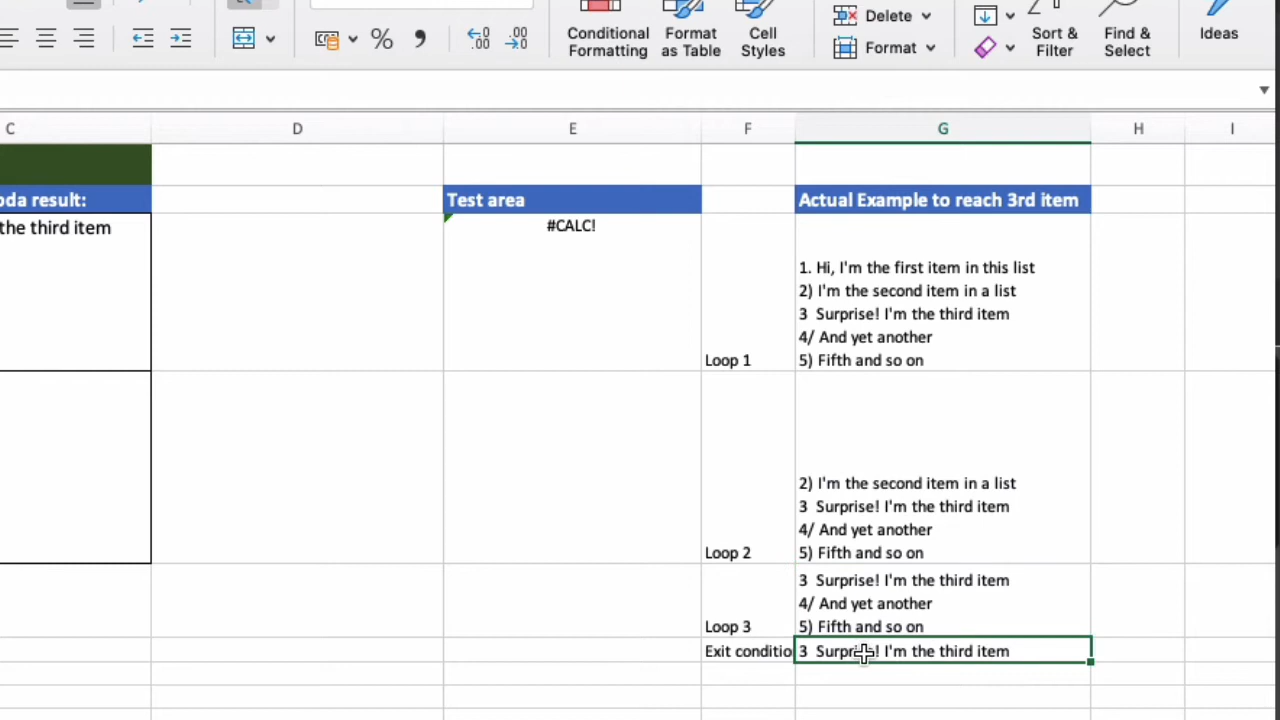 Delete
Conditional Formatting
Format as Table
Cell Styles
Format
Sort & Filter
Find & Select
Ideas
C D E F G H I
oda result:
Test area
Actual Example to reach 3rd item
the third item
#CALC!
1. Hi, I'm the first item in this list
2) I'm the second item in a list
3 Surprise! I'm the third item
4/ And yet another
Loop 1
5) Fifth and so on
2) I'm the second item in a list
3 Surprise! I'm the third item
4/ And yet another
Loop 2
5) Fifth and so on
3 Surprise! I'm the third item
4/ And yet another
Loop 3
5) Fifth and so on
Exit conditio
3 Surprise! I'm the third item